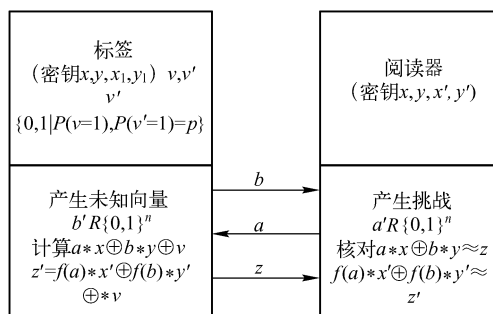 标签
（密钥x,y,x₁,y₁）v,v′
v′
{0,1|P(v=1),P(v′=1)=p}
阅读器
(密钥x,y,x′,y′)
产生未知向量
b′R{0,1}ⁿ
计算a*x⊕b*y⊕v
z′=f(a)*x′⊕f(b)*y′
⊕*v
b
a
z
产生挑战
a′R{0,1}ⁿ
核对a*x⊕b*y≈z
f(a)*x′⊕f(b)*y′≈
z′